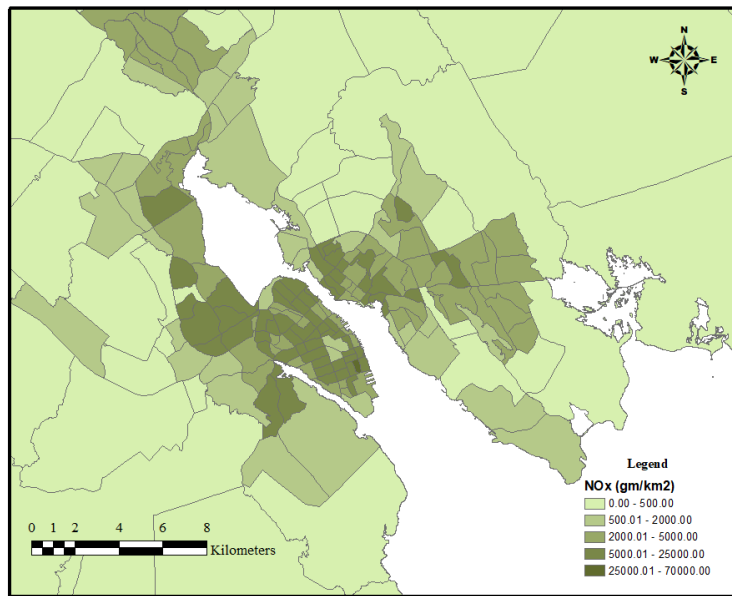 N
W E
S
Legend
NOx (gm/km2)
0.00 - 500.00
500.01 - 2000.00
2000.01 - 5000.00
5000.01 - 25000.00
25000.01 - 70000.00
0 1 2 4 6 8
Kilometers